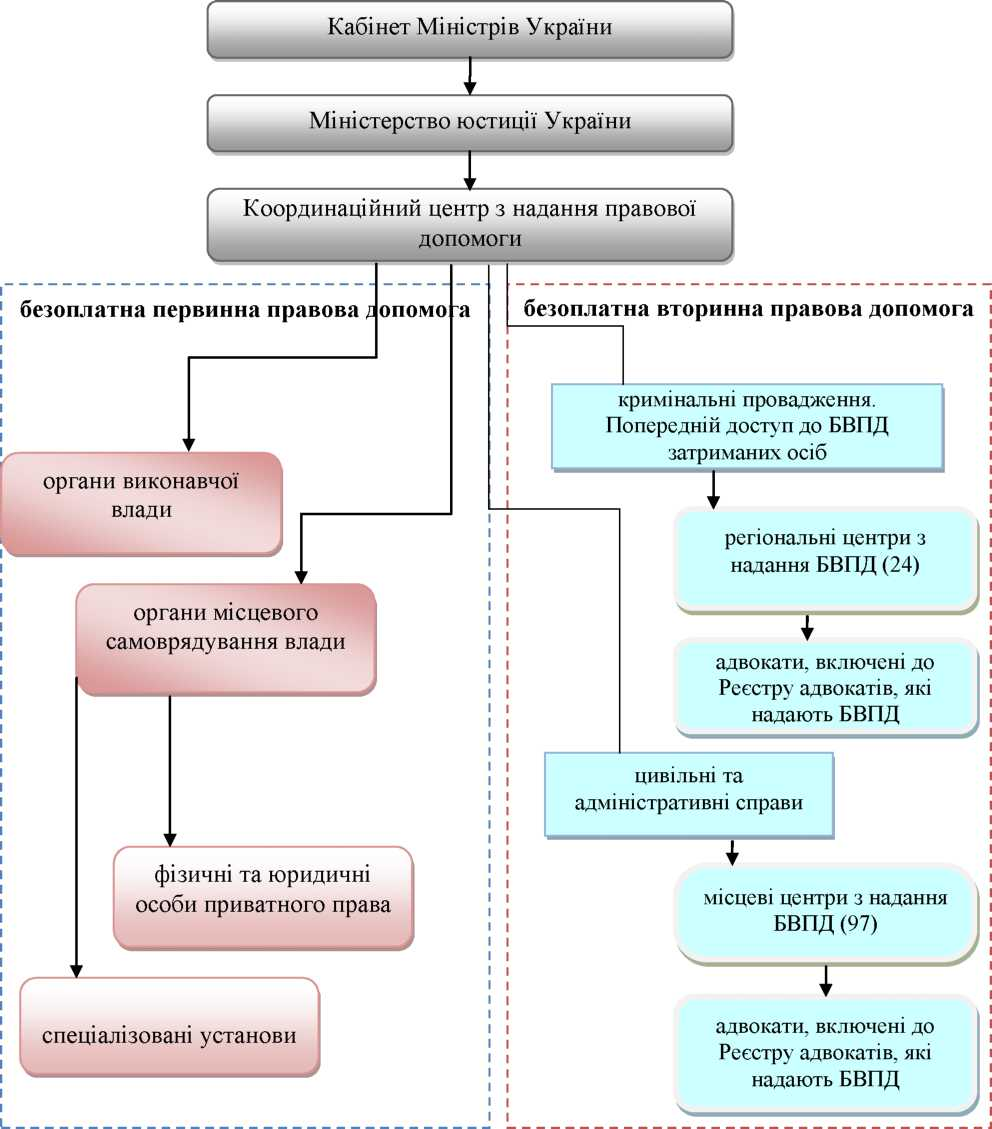 Кабінет Міністрів України
Міністерство юстиції України
Координаційний центр з надання правової
допомоги
безоплатна первинна правова допомога
органи виконавчої
влади
органи місцевого
самоврядування влади
фізичні та юридичні
особи приватного права
спеціалізовані установи
безоплатна вторинна правова допомога
кримінальні провадження.
Попередній доступ до БВПД
затриманих осіб
регіональні центри з
надання БВПД (24)
адвокати, включені до
Реєстру адвокатів, які
надають БВПД
цивільні та
адміністративні справи
місцеві центри з надання
БВПД (97)
адвокати, включені до
Реєстру адвокатів, які
надають БВПД